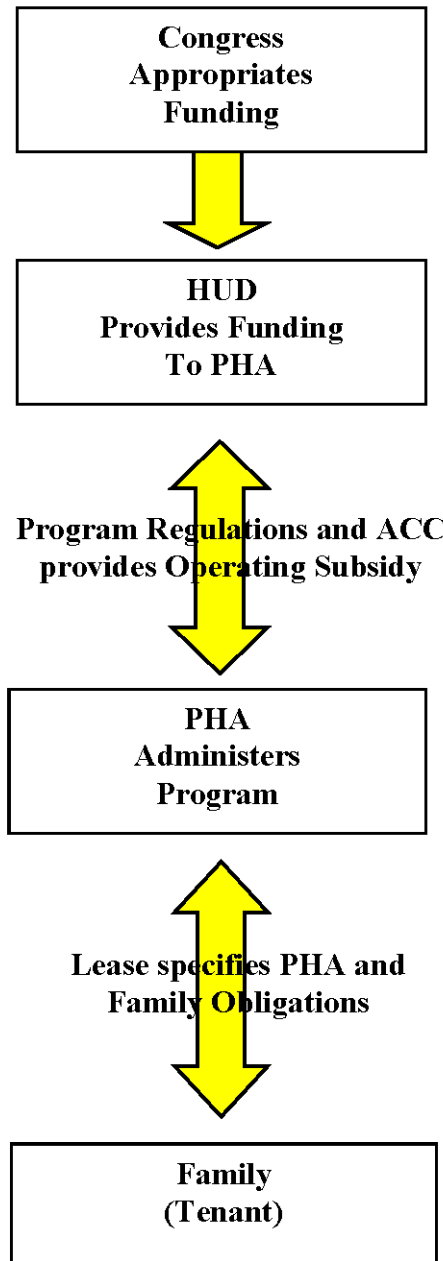 Congress
Appropriates
Funding
HUD
Provides Funding
To PHA
Program Regulations and ACC
provides Operating Subsidy
PHA
Administers
Program
Lease specifies PHA and
Family Obligations
Family
(Tenant)